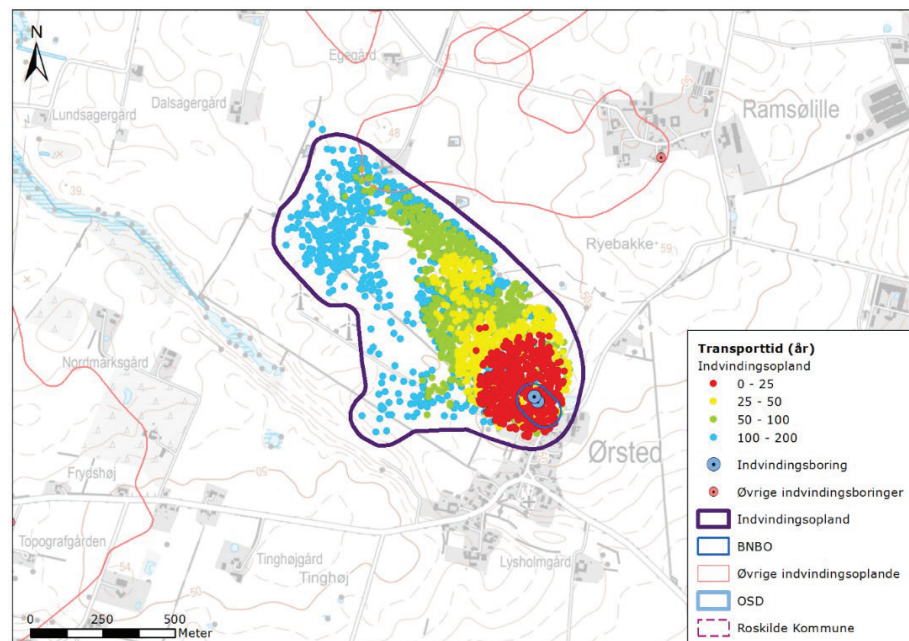 N
Egegård
Lundsagergård
Dalsagergård
Ramsølille
48
39
Ryebakke
59
Nordmarksgård
Ørsted
Frydshøj
50
Topografgården
54
Tinghøjgård
Tinghøj
Lysholmgård
50
0 250 500
Meter
Transporttid (år)
Indvindingsopland
0 - 25
25 - 50
50 - 100
100 - 200
Indvindingsboring
Øvrige indvindingsboringer
Indvindingsopland
BNBO
Øvrige indvindingsoplande
OSD
Roskilde Kommune